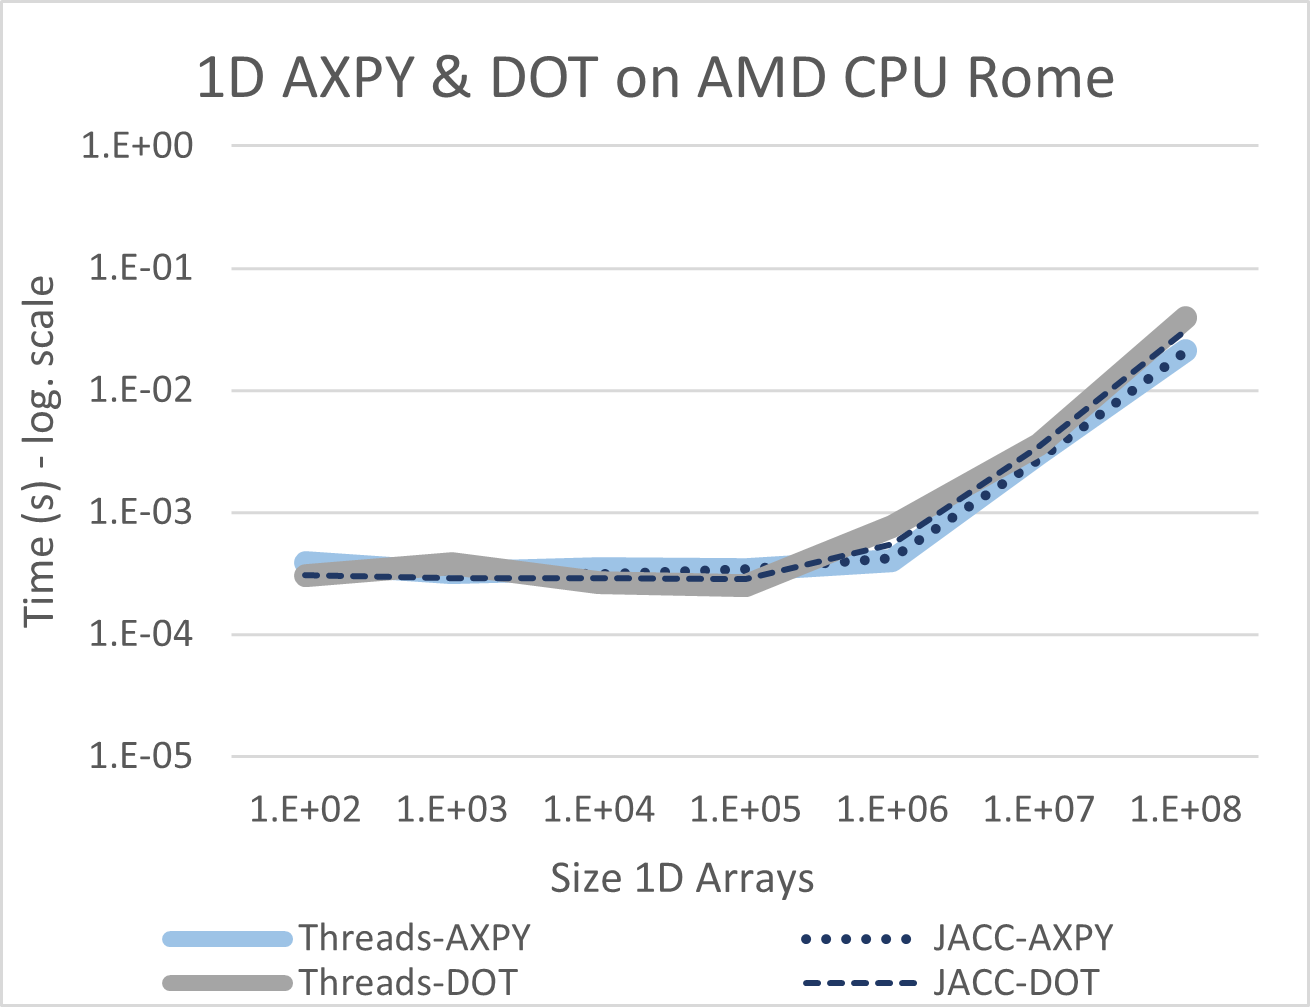 1D AXPY & DOT on AMD CPU Rome
1.E+00
1.E-01
1.E-02
1.E-03
1.E-04
1.E-05
Time (s) - log. scale
1.E+02 1.E+03 1.E+04 1.E+05 1.E+06 1.E+07 1.E+08
Size 1D Arrays
Threads-AXPY JACC-AXPY
Threads-DOT JACC-DOT